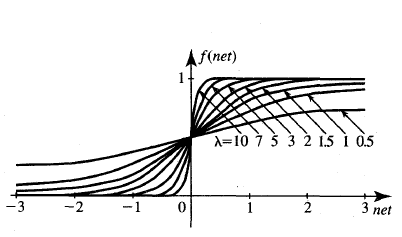 f(net)
1
λ=10 7 5 3 2 1.5 1 0.5
−3 −2 −1 0 1 2 3 net